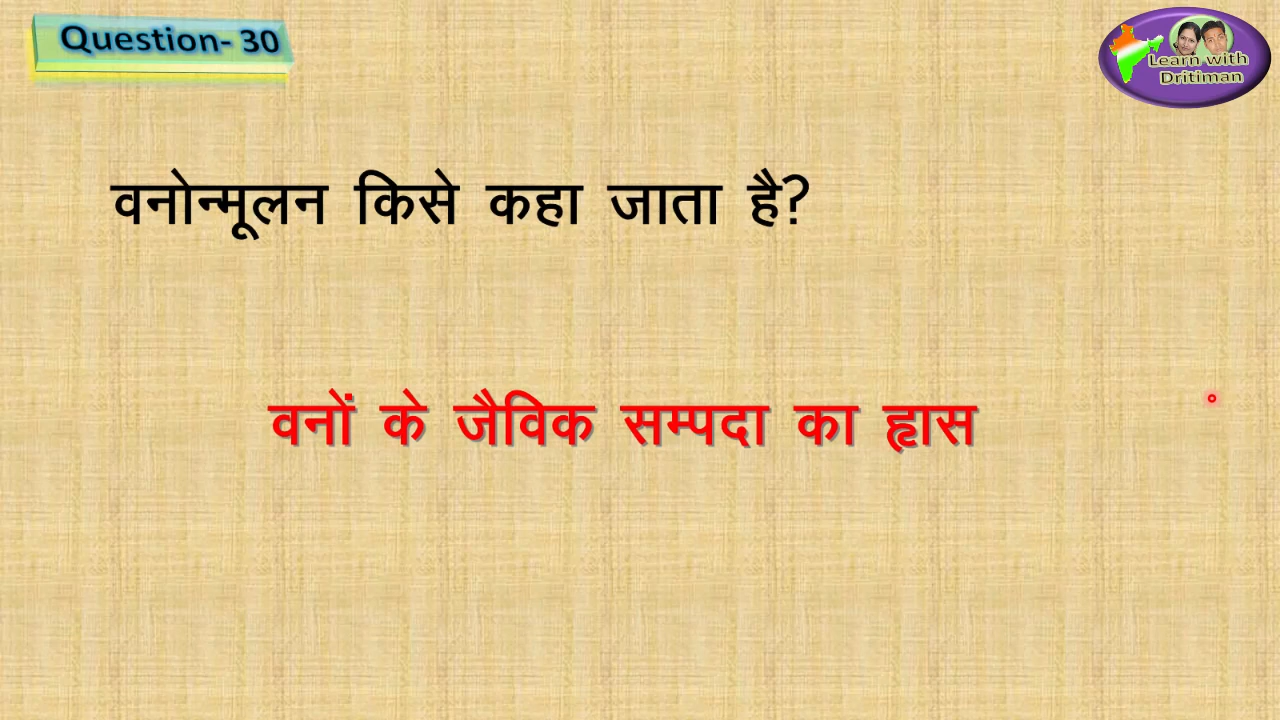 Question- 30
Learn with
Dritiman
वनोन्मूलन किसे कहा जाता है?
वनों के जैविक सम्पदा का ह्रास